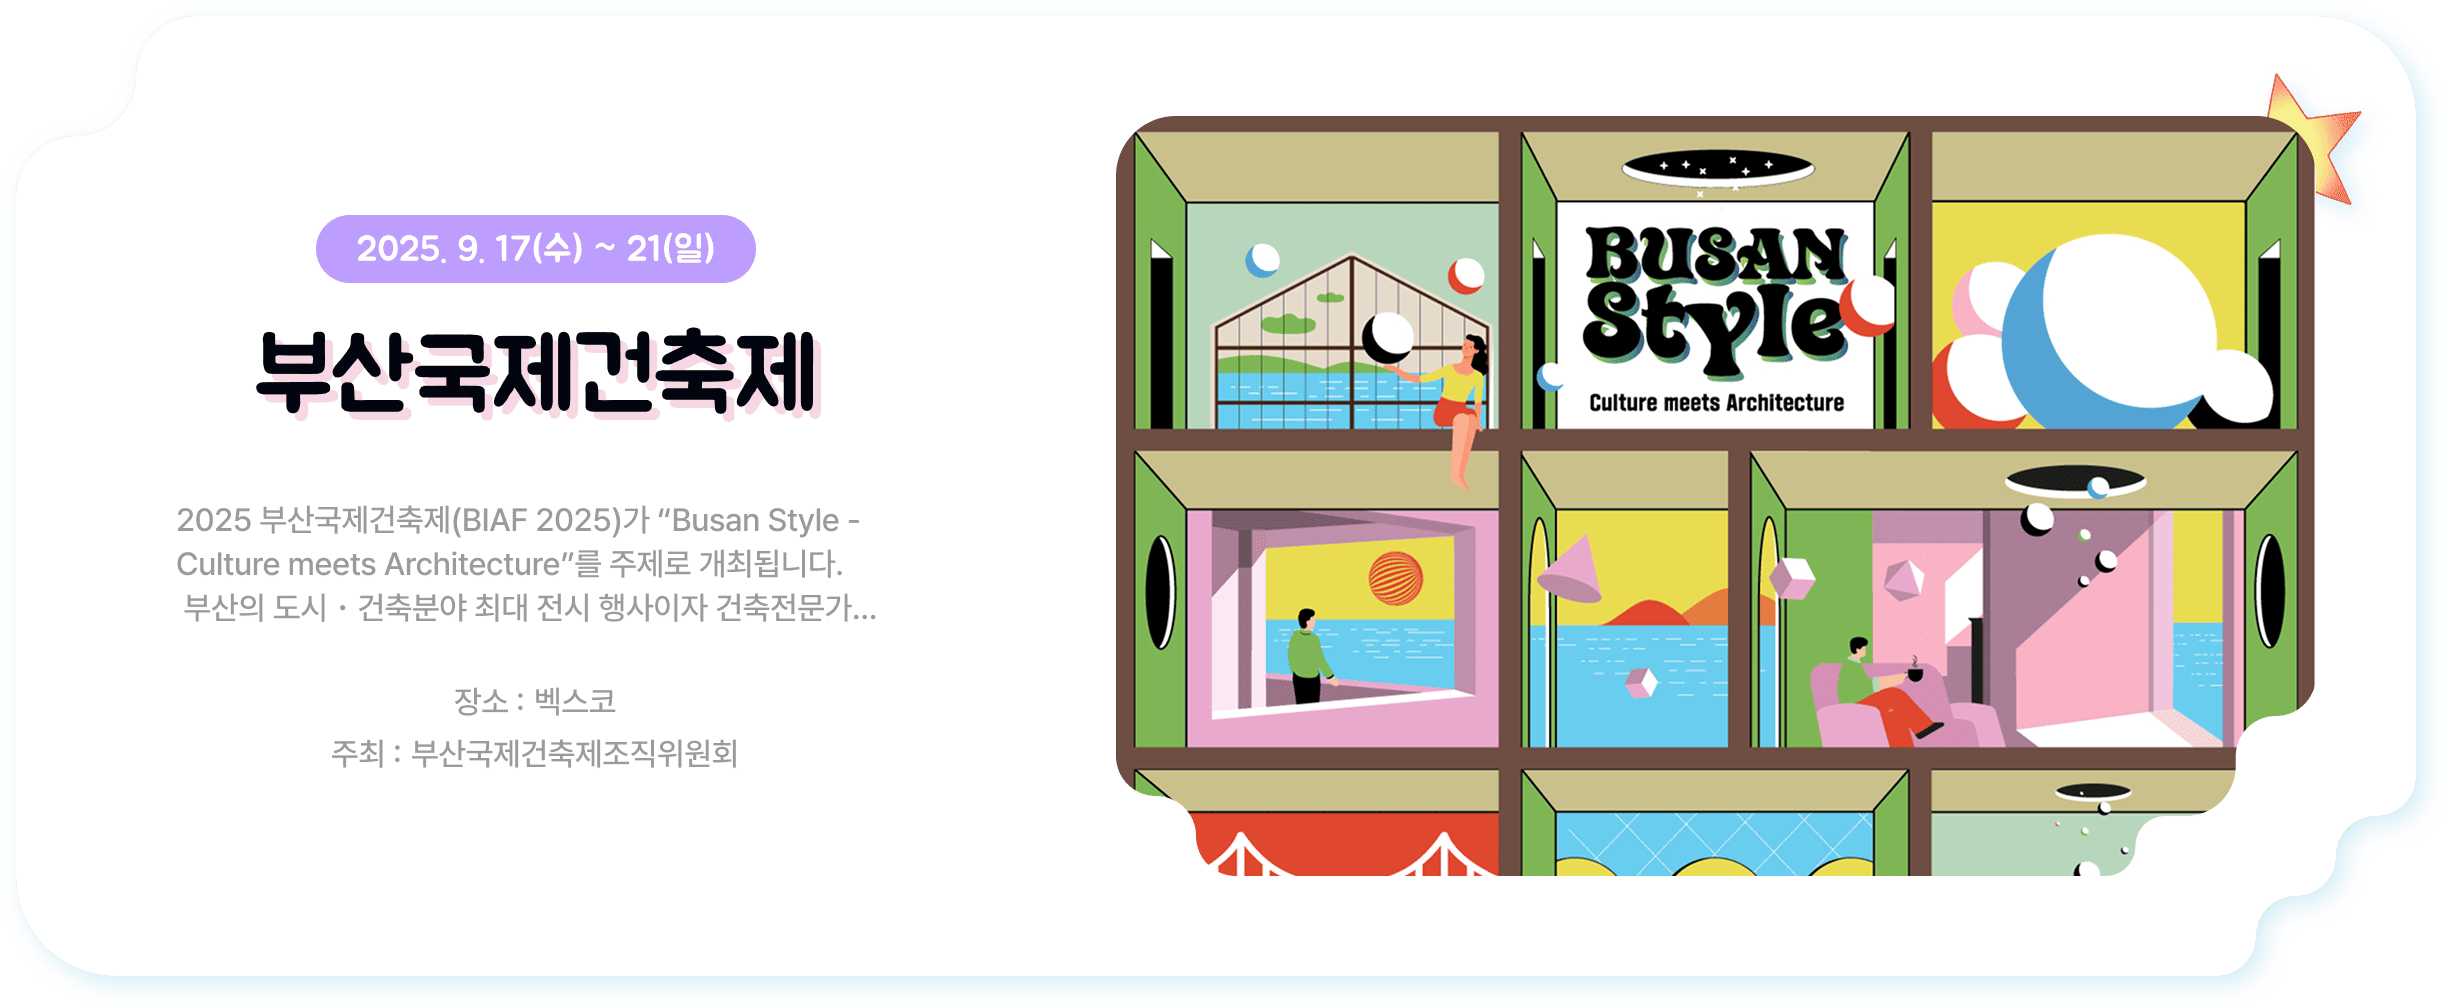 2025. 9. 17(수) ~ 21(일)
부산국제건축제
2025 부산국제건축제(BIAF 2025)가 “Busan Style -
Culture meets Architecture”를 주제로 개최됩니다.
부산의 도시・건축분야 최대 전시 행사이자 건축전문가...
장소 : 벡스코
주최 : 부산국제건축제조직위원회
BUSAN
Style
Culture meets Architecture